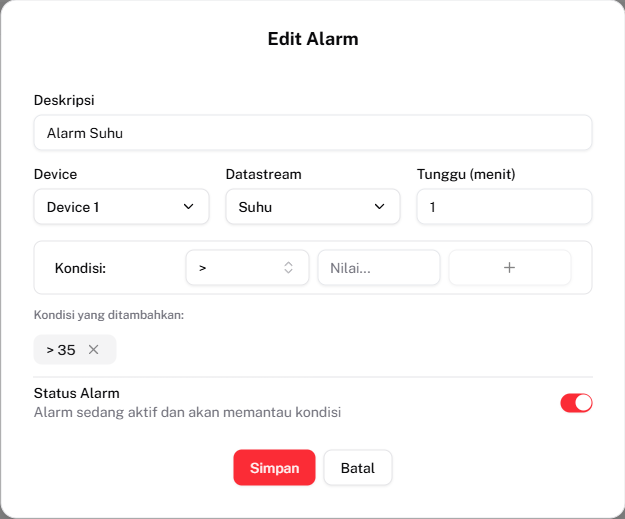 Edit Alarm
Deskripsi
Alarm Suhu
Device Datastream Tunggu (menit)
Device 1 Suhu 1
Kondisi: > Nilai... +
Kondisi yang ditambahkan:
> 35 ×
Status Alarm
Alarm sedang aktif dan akan memantau kondisi
Simpan Batal